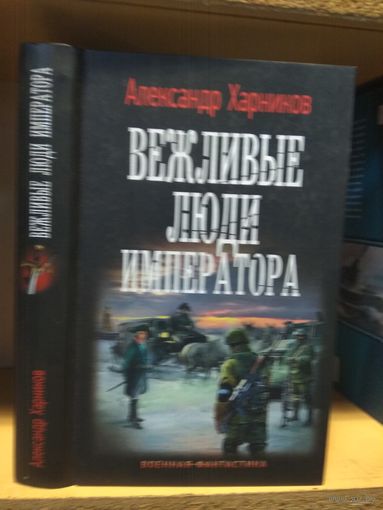 Александр Харников
ВЕЖЛИВЫЕ
ЛЮДИ
ИМПЕРАТОРА
ВОЕННАЯ ФАНТАСТИКА
ВЕЖЛИВЫЕ ЛЮДИ ИМПЕРАТОРА
Александр Харников